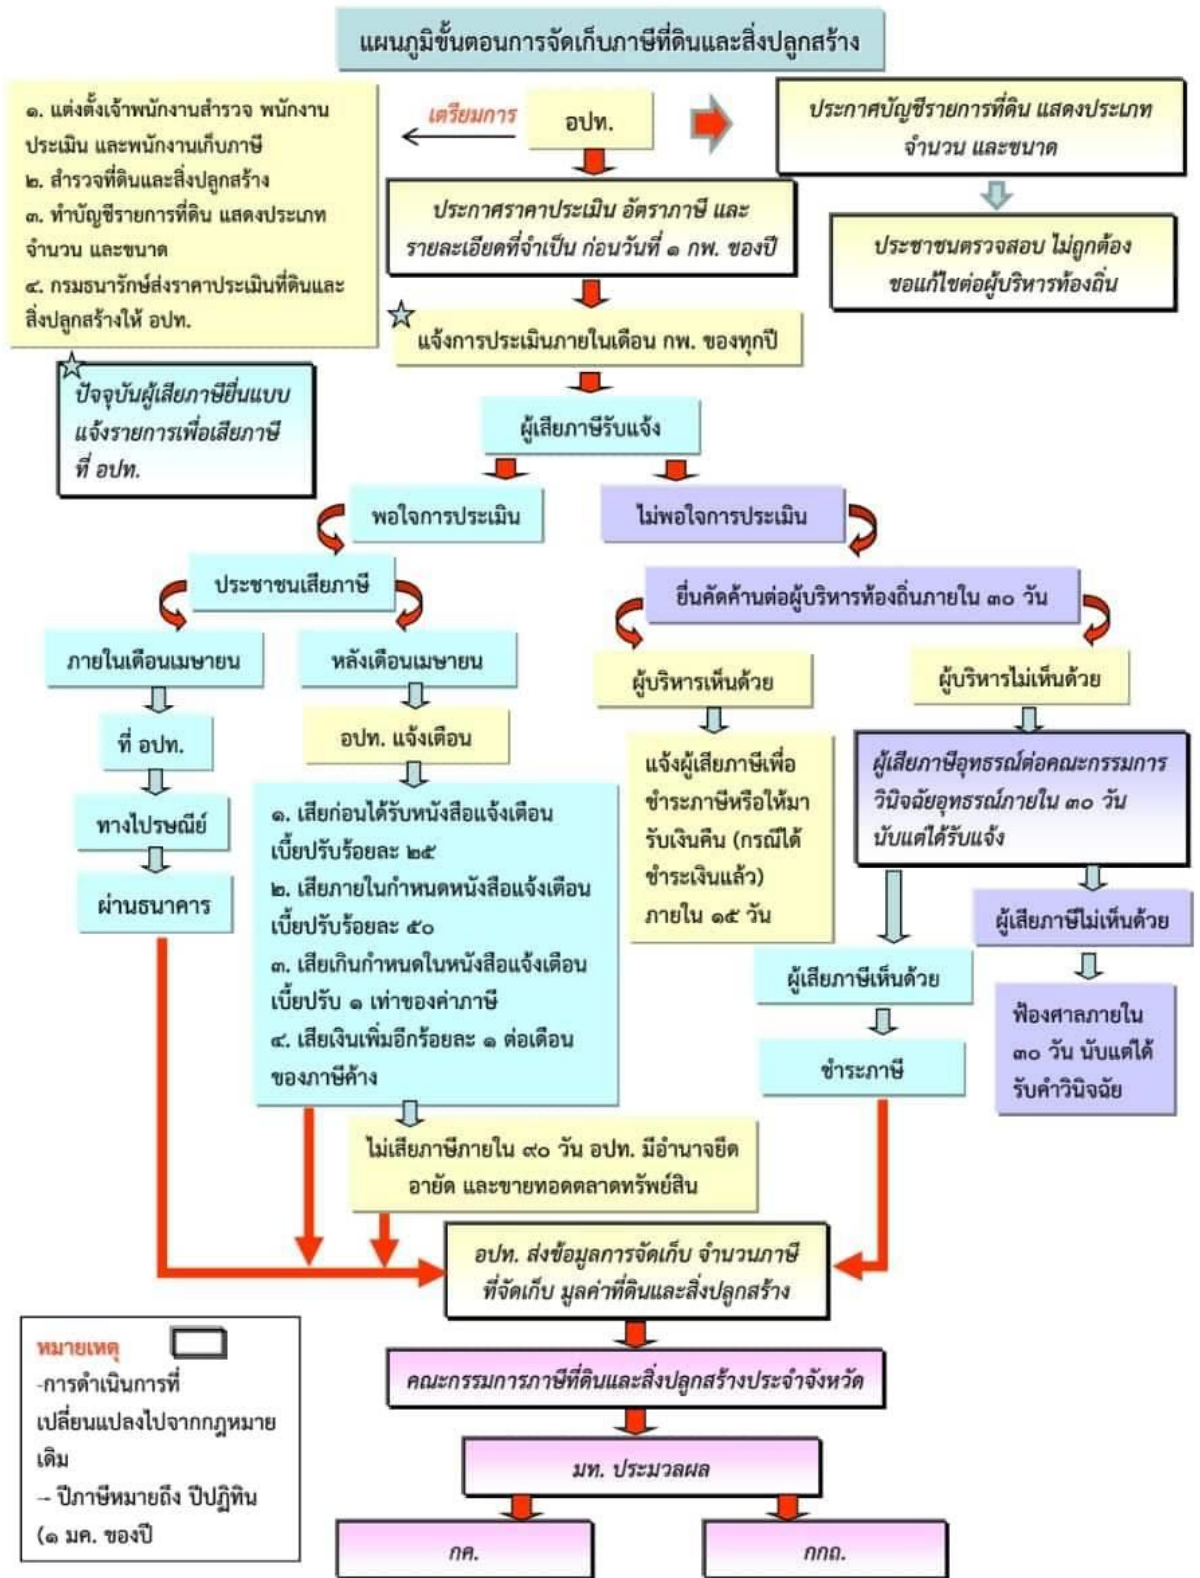 แผนภูมิขั้นตอนการจัดเก็บภาษีที่ดินและสิ่งปลูกสร้าง
๑. แต่งตั้งเจ้าพนักงานสำรวจ พนักงาน
ประเมิน และพนักงานเก็บภาษี
๒. สำรวจที่ดินและสิ่งปลูกสร้าง
๓. ทำบัญชีรายการที่ดิน แสดงประเภท
จำนวน และขนาด
๔. กรมธนารักษ์ส่งราคาประเมินที่ดินและ
สิ่งปลูกสร้างให้ อปท.
เตรียมการ
อปท.
ประกาศบัญชีรายการที่ดิน แสดงประเภท
จำนวน และขนาด
ประกาศราคาประเมิน อัตราภาษี และ
รายละเอียดที่จำเป็น ก่อนวันที่ ๑ กพ. ของปี
ประชาชนตรวจสอบ ไม่ถูกต้อง
ขอแก้ไขต่อผู้บริหารท้องถิ่น
แจ้งการประเมินภายในเดือน กพ. ของทุกปี
ปัจจุบันผู้เสียภาษียื่นแบบ
แจ้งรายการเพื่อเสียภาษี
ที่ อปท.
ผู้เสียภาษีรับแจ้ง
พอใจการประเมิน
ไม่พอใจการประเมิน
ประชาชนเสียภาษี
ยื่นคัดค้านต่อผู้บริหารท้องถิ่นภายใน ๓๐ วัน
ภายในเดือนเมษายน
หลังเดือนเมษายน
ผู้บริหารเห็นด้วย
ผู้บริหารไม่เห็นด้วย
ที่ อปท.
อปท. แจ้งเตือน
แจ้งผู้เสียภาษีเพื่อ
ชำระภาษีหรือให้มา
รับเงินคืน (กรณีได้
ชำระเงินแล้ว)
ภายใน ๑๕ วัน
ผู้เสียภาษีอุทธรณ์ต่อคณะกรรมการ
วินิจฉัยอุทธรณ์ภายใน ๓๐ วัน
นับแต่ได้รับแจ้ง
ทางไปรษณีย์
ผ่านธนาคาร
๑. เสียก่อนได้รับหนังสือแจ้งเตือน
เบี้ยปรับร้อยละ ๒๕
๒. เสียภายในกำหนดหนังสือแจ้งเตือน
เบี้ยปรับร้อยละ ๕๐
๓. เสียเกินกำหนดในหนังสือแจ้งเตือน
เบี้ยปรับ ๑ เท่าของค่าภาษี
๔. เสียเงินเพิ่มอีกร้อยละ ๑ ต่อเดือน
ของภาษีค้าง
ผู้เสียภาษีไม่เห็นด้วย
ผู้เสียภาษีเห็นด้วย
ฟ้องศาลภายใน
๓๐ วัน นับแต่ได้
รับคำวินิจฉัย
ชำระภาษี
ไม่เสียภาษีภายใน ๙๐ วัน อปท. มีอำนาจยึด
อายัด และขายทอดตลาดทรัพย์สิน
อปท. ส่งข้อมูลการจัดเก็บ จำนวนภาษี
ที่จัดเก็บ มูลค่าที่ดินและสิ่งปลูกสร้าง
หมายเหตุ
-การดำเนินการที่
เปลี่ยนแปลงไปจากกฎหมาย
เดิม
-- ปีภาษีหมายถึง ปีปฏิทิน
(๑ มค. ของปี
คณะกรรมการภาษีที่ดินและสิ่งปลูกสร้างประจำจังหวัด
มท. ประมวลผล
กค.
กกถ.